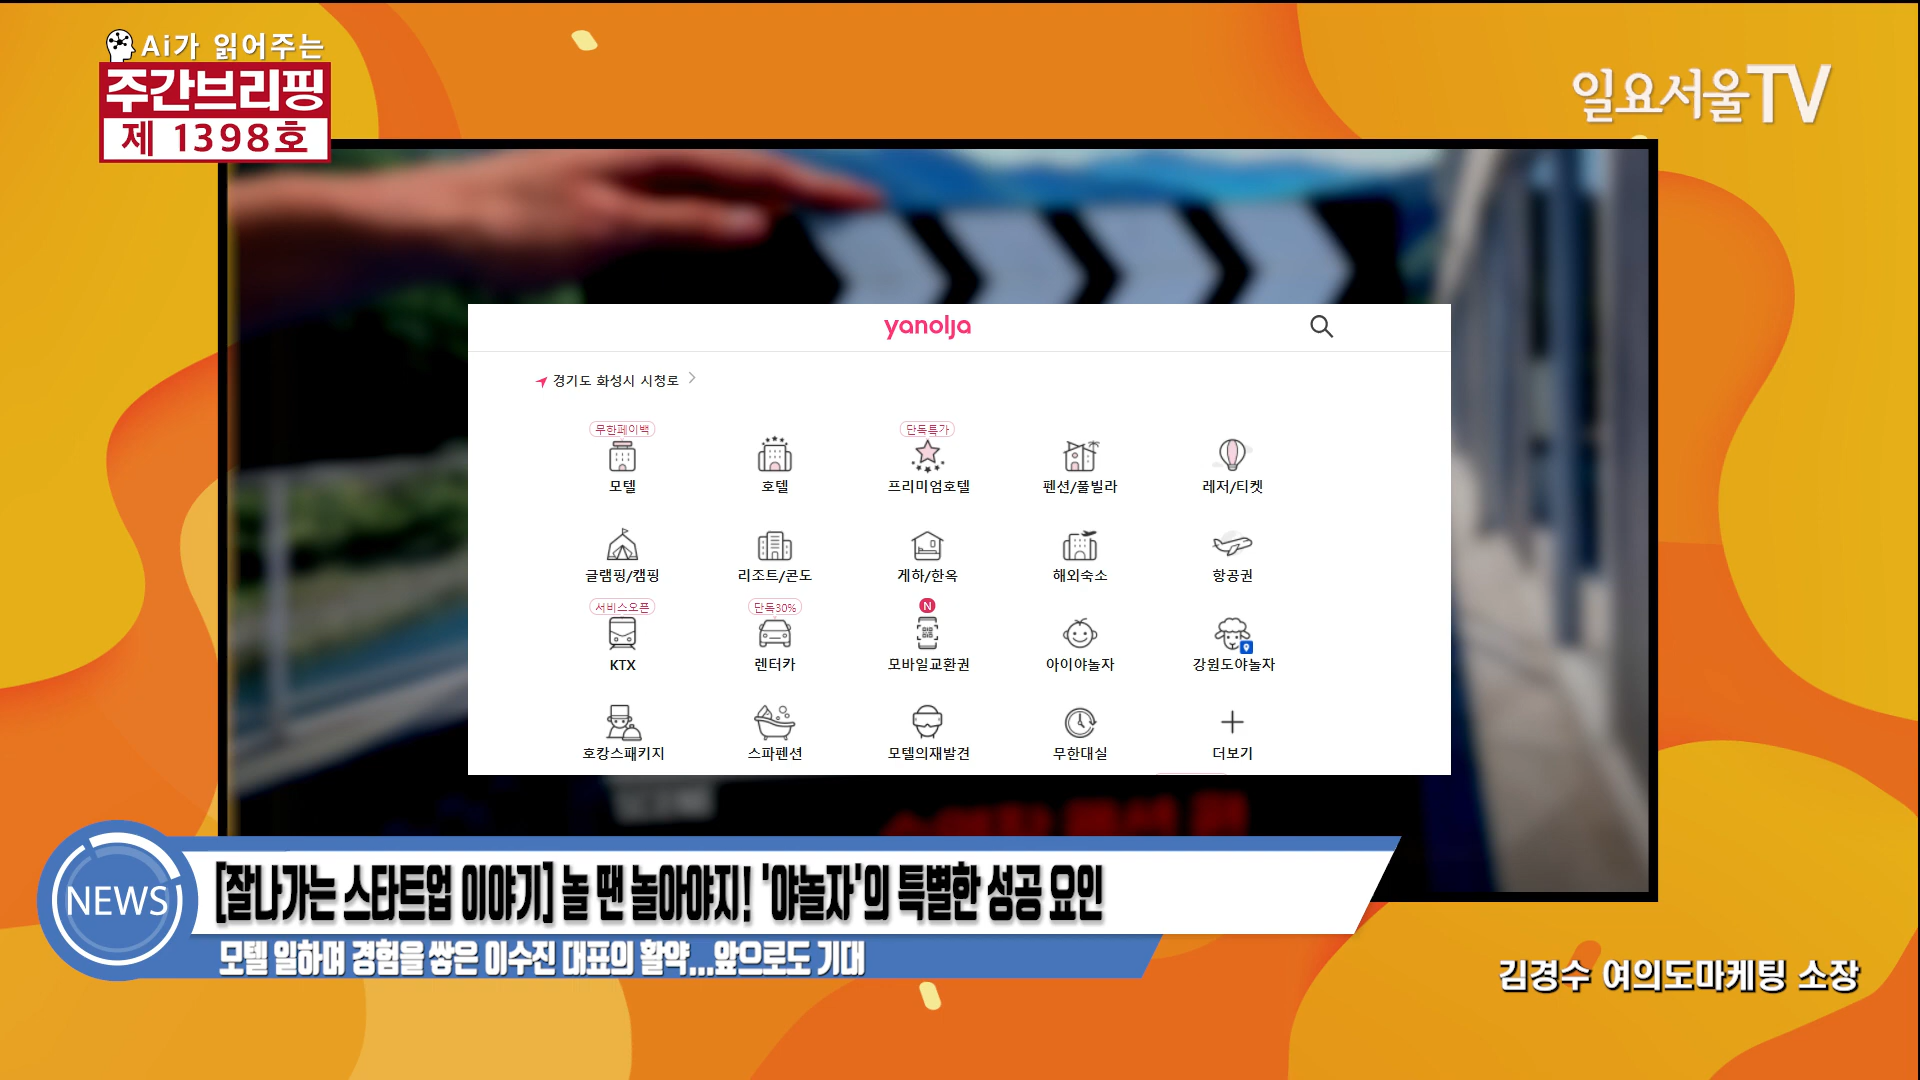 Ai가 읽어주는
주간브리핑
제 1398호
일요서울TV
yanolja
경기도 화성시 시청로
무한페이백
단독특가
모텔
호텔
프리미엄호텔
펜션/풀빌라
레저/티켓
글램핑/캠핑
리조트/콘도
게하/한옥
해외숙소
항공권
서비스오픈
단독30%
N
KTX
렌터카
모바일교환권
아이야놀자
강원도야놀자
호캉스패키지
스파펜션
모텔의재발견
무한대실
더보기
NEWS
[잘나가는 스타트업 이야기] 놀 땐 놀아야지! '야놀자'의 특별한 성공 요인
모텔 일하며 경험을 쌓은 이수진 대표의 활약...앞으로도 기대
김경수 여의도마케팅 소장